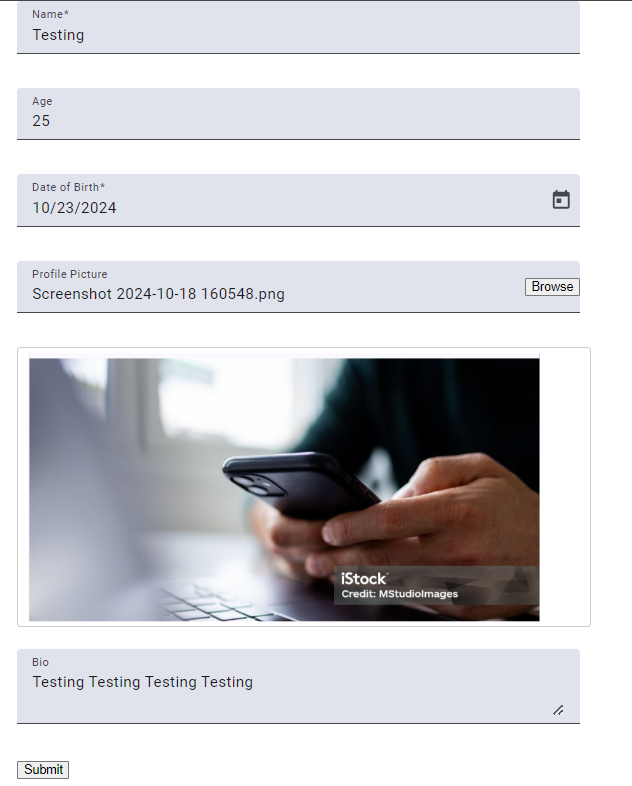 Name*
Testing
Age
25
Date of Birth*
10/23/2024
Profile Picture
Screenshot 2024-10-18 160548.png
Browse
iStock
Credit: MStudioImages
Bio
Testing Testing Testing Testing
Submit